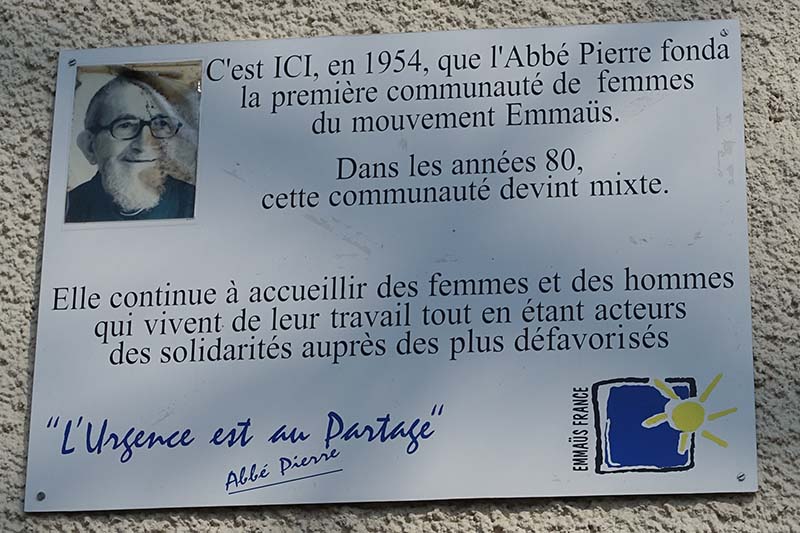 C'est ICI, en 1954, que l'Abbé Pierre fonda
la première communauté de femmes
du mouvement Emmaüs.
Dans les années 80,
cette communauté devint mixte.
Elle continue à accueillir des femmes et des hommes
qui vivent de leur travail tout en étant acteurs
des solidarités auprès des plus défavorisés
"L'Urgence est au Partage"
Abbé Pierre
EMMAÜS FRANCE